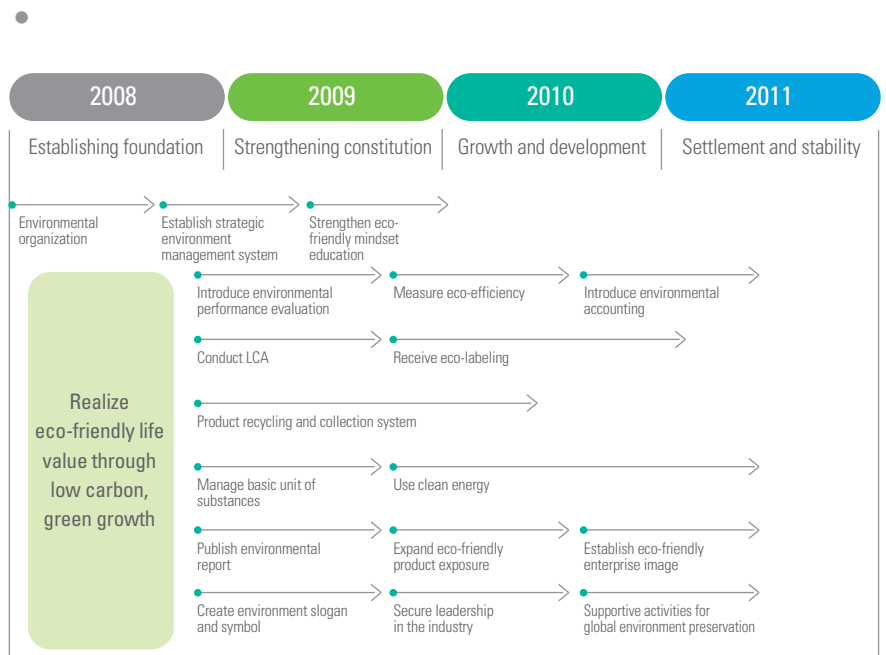 2008
2009
2010
2011
Establishing foundation
Strengthening constitution
Growth and development
Settlement and stability
Environmental
organization
Establish strategic
environment
management system
Strengthen eco-
friendly mindset
education
Realize
eco-friendly life
value through
low carbon,
green growth
Introduce environmental
performance evaluation
Measure eco-efficiency
Introduce environmental
accounting
Conduct LCA
Receive eco-labeling
Product recycling and collection system
Manage basic unit of
substances
Use clean energy
Publish environmental
report
Expand eco-friendly
product exposure
Establish eco-friendly
enterprise image
Create environment slogan
and symbol
Secure leadership
in the industry
Supportive activities for
global environment preservation